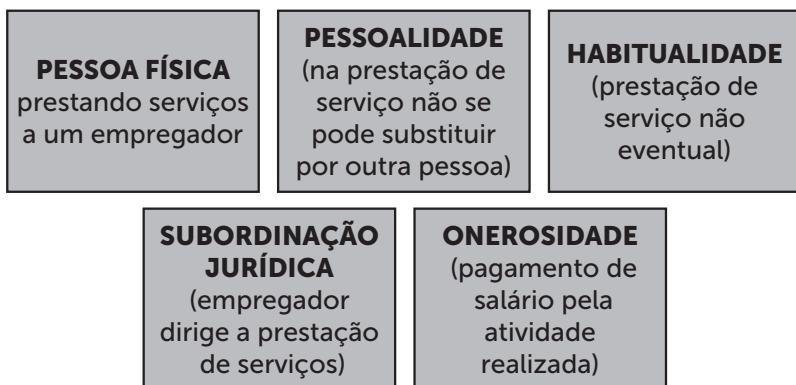 PESSOA FÍSICA
prestando serviços
a um empregador
PESSOALIDADE
(na prestação de
serviço não se
pode substituir
por outra pessoa)
HABITUALIDADE
(prestação de
serviço não
eventual)
SUBORDINAÇÃO
JURÍDICA
(empregador
dirige a prestação
de serviços)
ONEROSIDADE
(pagamento de
salário pela
atividade
realizada)